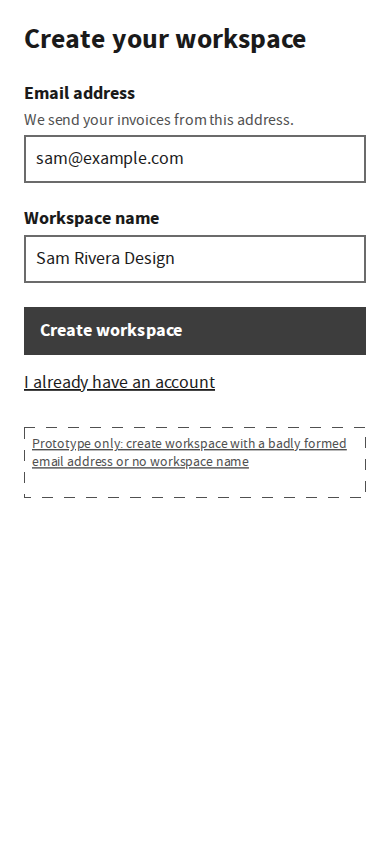 Create your workspace
Email address
We send your invoices from this address.
sam@example.com
Workspace name
Sam Rivera Design
Create workspace
I already have an account
Prototype only: create workspace with a badly formed
email address or no workspace name